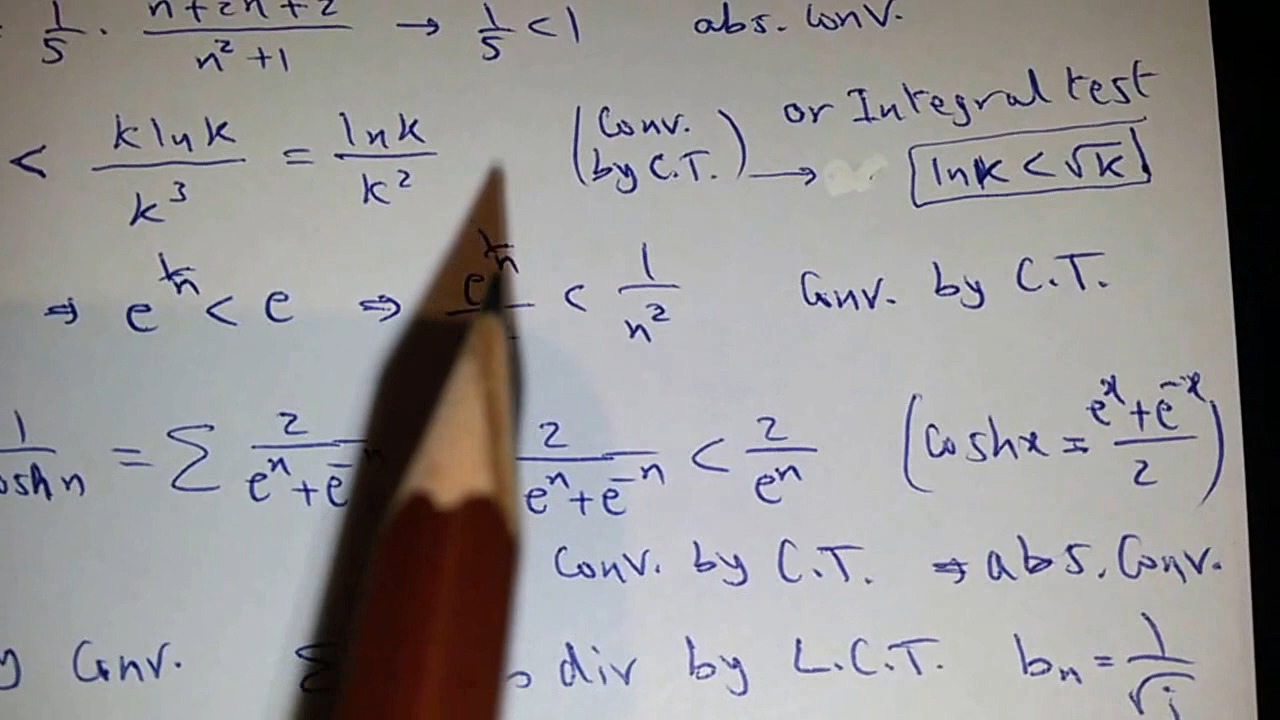 1/5 · (n²+2n+2)/(n²+1) → 1/5 < 1 abs. Conv.
or Integral test
< (k ln k)/k³ = (ln k)/k² (Conv. by C.T.) → ln k < √k
⇒ e^(1/n) < e ⇒ e^(1/n) < 1/n² Conv. by C.T.
= Σ 2/(eⁿ+e⁻ⁿ) 2/(eⁿ+e⁻ⁿ) < 2/eⁿ (cosh x = (eˣ+e⁻ˣ)/2)
Conv. by C.T. ⇒ abs. Conv.
Conv. Σ div by L.C.T. bₙ = 1/√